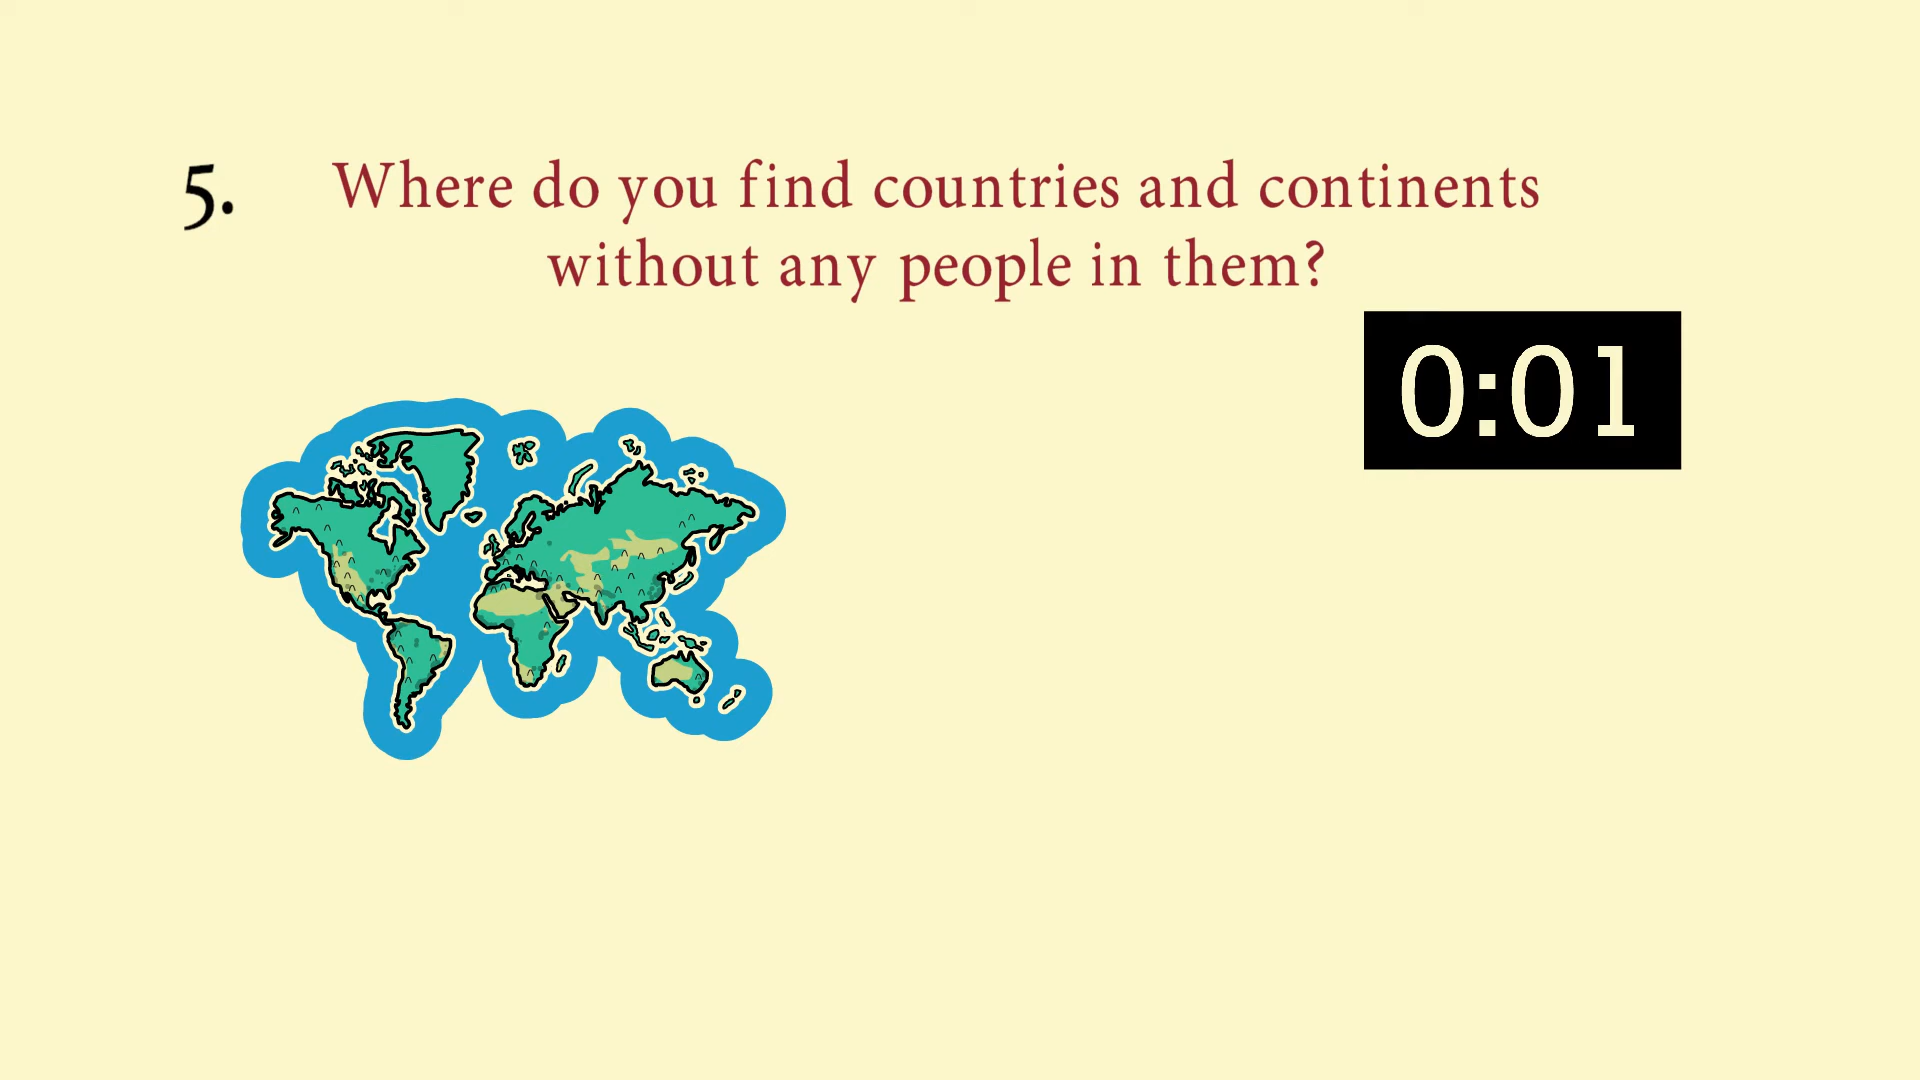 5. Where do you find countries and continents
without any people in them?
0:01